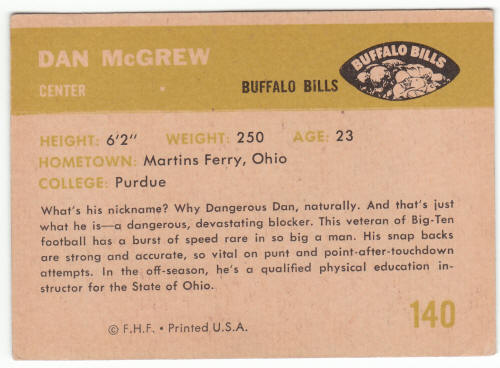 DAN McGREW
CENTER
BUFFALO BILLS
BUFFALO BILLS
HEIGHT: 6'2" WEIGHT: 250 AGE: 23
HOMETOWN: Martins Ferry, Ohio
COLLEGE: Purdue
What's his nickname? Why Dangerous Dan, naturally. And that's just
what he is—a dangerous, devastating blocker. This veteran of Big-Ten
football has a burst of speed rare in so big a man. His snap backs
are strong and accurate, so vital on punt and point-after-touchdown
attempts. In the off-season, he's a qualified physical education in-
structor for the State of Ohio.
© F.H.F. • Printed U.S.A.
140